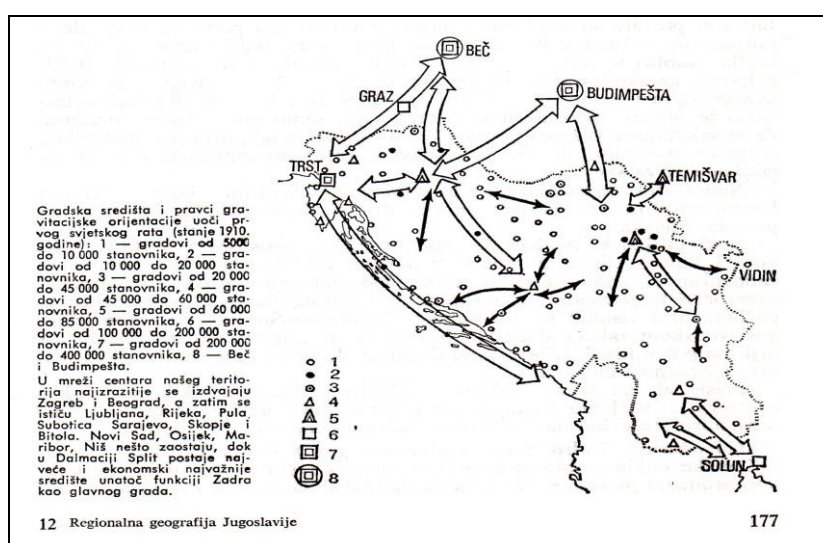 BEČ
GRAZ
BUDIMPEŠTA
TRST
TEMIŠVAR
VIDIN
SOLUN
Gradska središta i pravci gra-
vitacijske orijentacije uoči pr-
vog svjetskog rata (stanje 1910.
godine): 1 — gradovi od 5000
do 10 000 stanovnika, 2 — gra-
dovi od 10 000 do 20 000 sta-
novnika, 3 — gradovi od 20 000
do 45 000 stanovnika, 4 — gra-
dovi od 45 000 do 60 000 sta-
novnika, 5 — gradovi od 60 000
do 85 000 stanovnika, 6 — gra-
dovi od 100 000 do 200 000 sta-
novnika, 7 — gradovi od 200 000
do 400 000 stanovnika, 8 — Beč
i Budimpešta.
U mreži centara našeg terito-
rija najizrazitije se izdvajaju
Zagreb i Beograd, a zatim se
ističu Ljubljana, Rijeka, Pula,
Subotica Sarajevo, Skopje i
Bitola. Novi Sad, Osijek, Ma-
ribor, Niš nešto zaostaju, dok
u Dalmaciji Split postaje naj-
veće i ekonomski najvažnije
središte unatoč funkciji Zadra
kao glavnog grada.
1
2
3
4
5
6
7
8
12 Regionalna geografija Jugoslavije
177